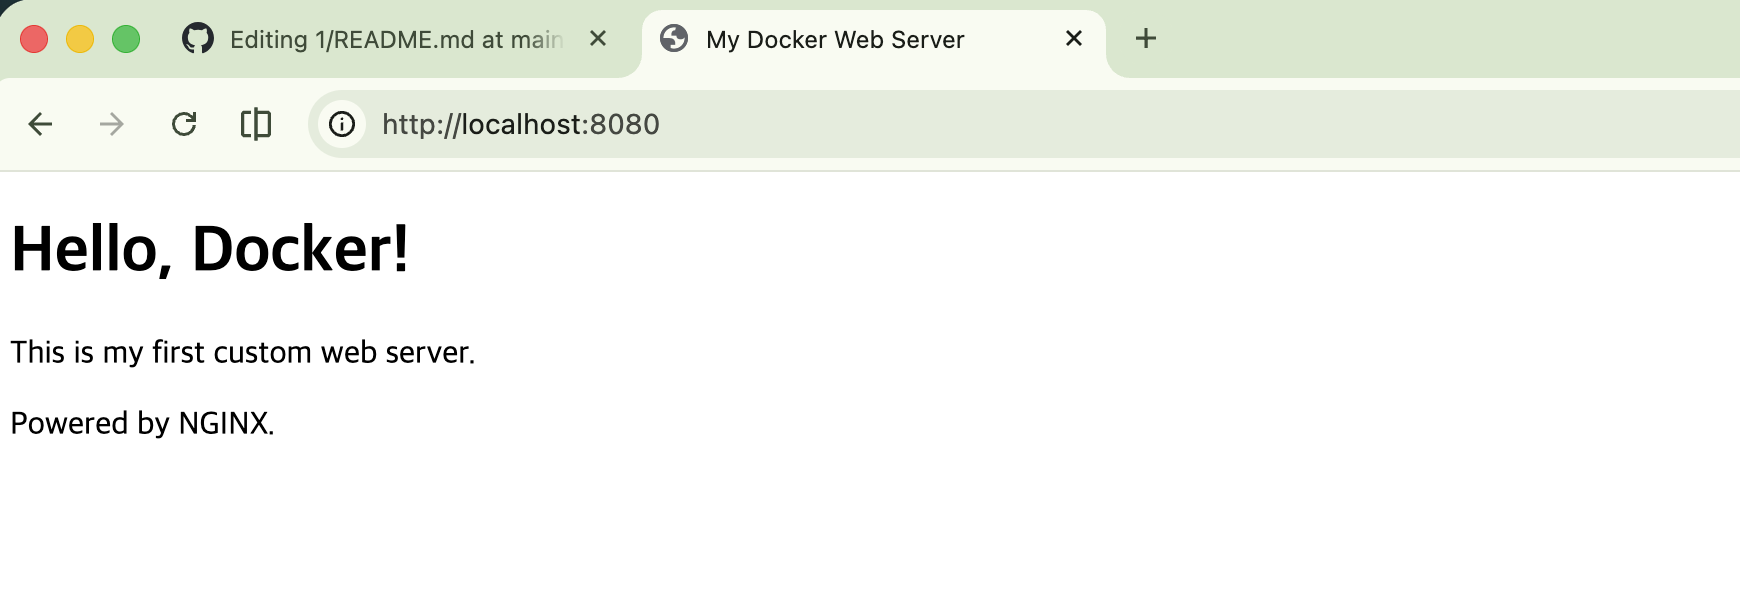 Editing 1/README.md at main
My Docker Web Server
http://localhost:8080
Hello, Docker!
This is my first custom web server.
Powered by NGINX.